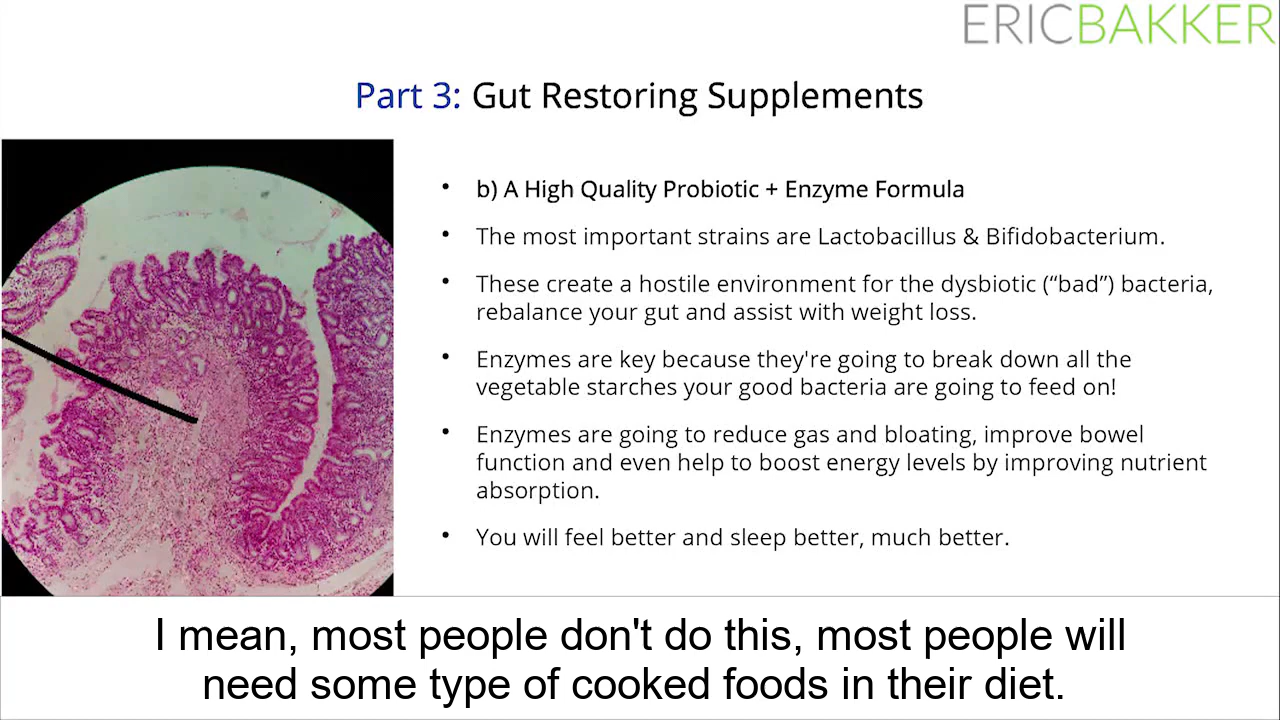 ERICBAKKER
Part 3: Gut Restoring Supplements
• b) A High Quality Probiotic + Enzyme Formula
• The most important strains are Lactobacillus & Bifidobacterium.
• These create a hostile environment for the dysbiotic (“bad”) bacteria,
rebalance your gut and assist with weight loss.
• Enzymes are key because they're going to break down all the
vegetable starches your good bacteria are going to feed on!
• Enzymes are going to reduce gas and bloating, improve bowel
function and even help to boost energy levels by improving nutrient
absorption.
• You will feel better and sleep better, much better.
I mean, most people don't do this, most people will
need some type of cooked foods in their diet.